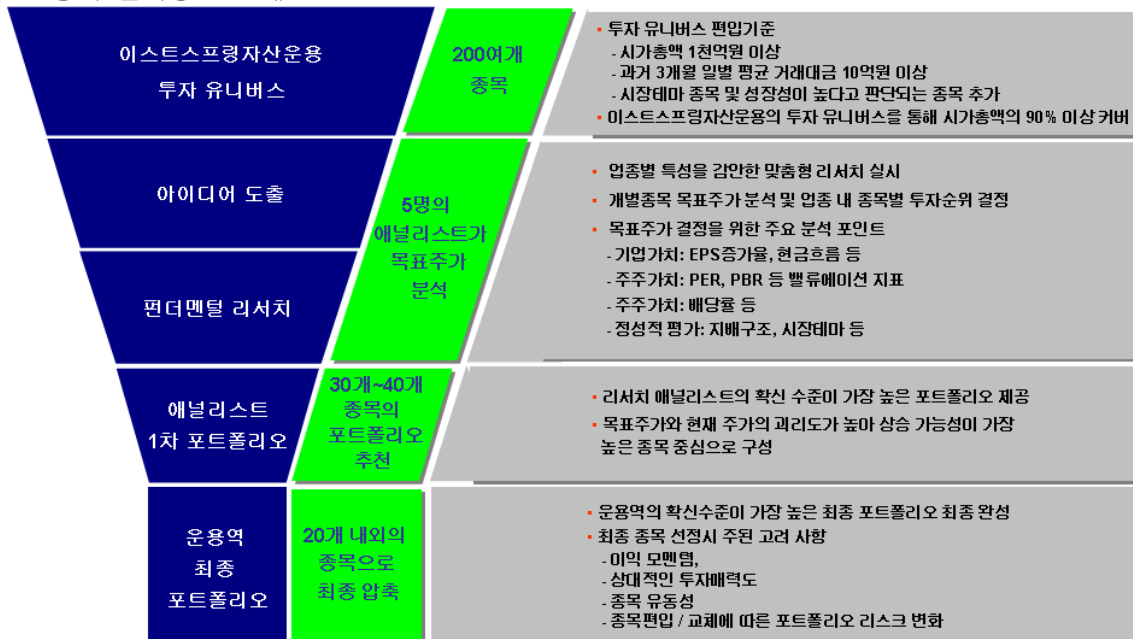 이스트스프링자산운용
투자 유니버스
200여개
종목
• 투자 유니버스 편입기준
- 시가총액 1천억원 이상
- 과거 3개월 일별 평균 거래대금 10억원 이상
- 시장테마 종목 및 성장성이 높다고 판단되는 종목 추가
• 이스트스프링자산운용의 투자 유니버스를 통해 시가총액의 90% 이상 커버
아이디어 도출
펀더멘털 리서치
5명의
애널리스트가
목표주가
분석
• 업종별 특성을 감안한 맞춤형 리서치 실시
• 개별종목 목표주가 분석 및 업종 내 종목별 투자순위 결정
• 목표주가 결정을 위한 주요 분석 포인트
- 기업가치: EPS증가율, 현금흐름 등
- 주주가치: PER, PBR 등 밸류에이션 지표
- 주주가치: 배당률 등
- 정성적 평가: 지배구조, 시장테마 등
애널리스트
1차 포트폴리오
30개~40개
종목의
포트폴리오
추천
• 리서치 애널리스트의 확신 수준이 가장 높은 포트폴리오 제공
• 목표주가와 현재 주가의 괴리도가 높아 상승 가능성이 가장
높은 종목 중심으로 구성
운용역
최종
포트폴리오
20개 내외의
종목으로
최종 압축
• 운용역의 확신수준이 가장 높은 최종 포트폴리오 최종 완성
• 최종 종목 선정시 주된 고려 사항
- 이익 모멘텀,
- 상대적인 투자매력도
- 종목 유동성
- 종목편입 / 교체에 따른 포트폴리오 리스크 변화